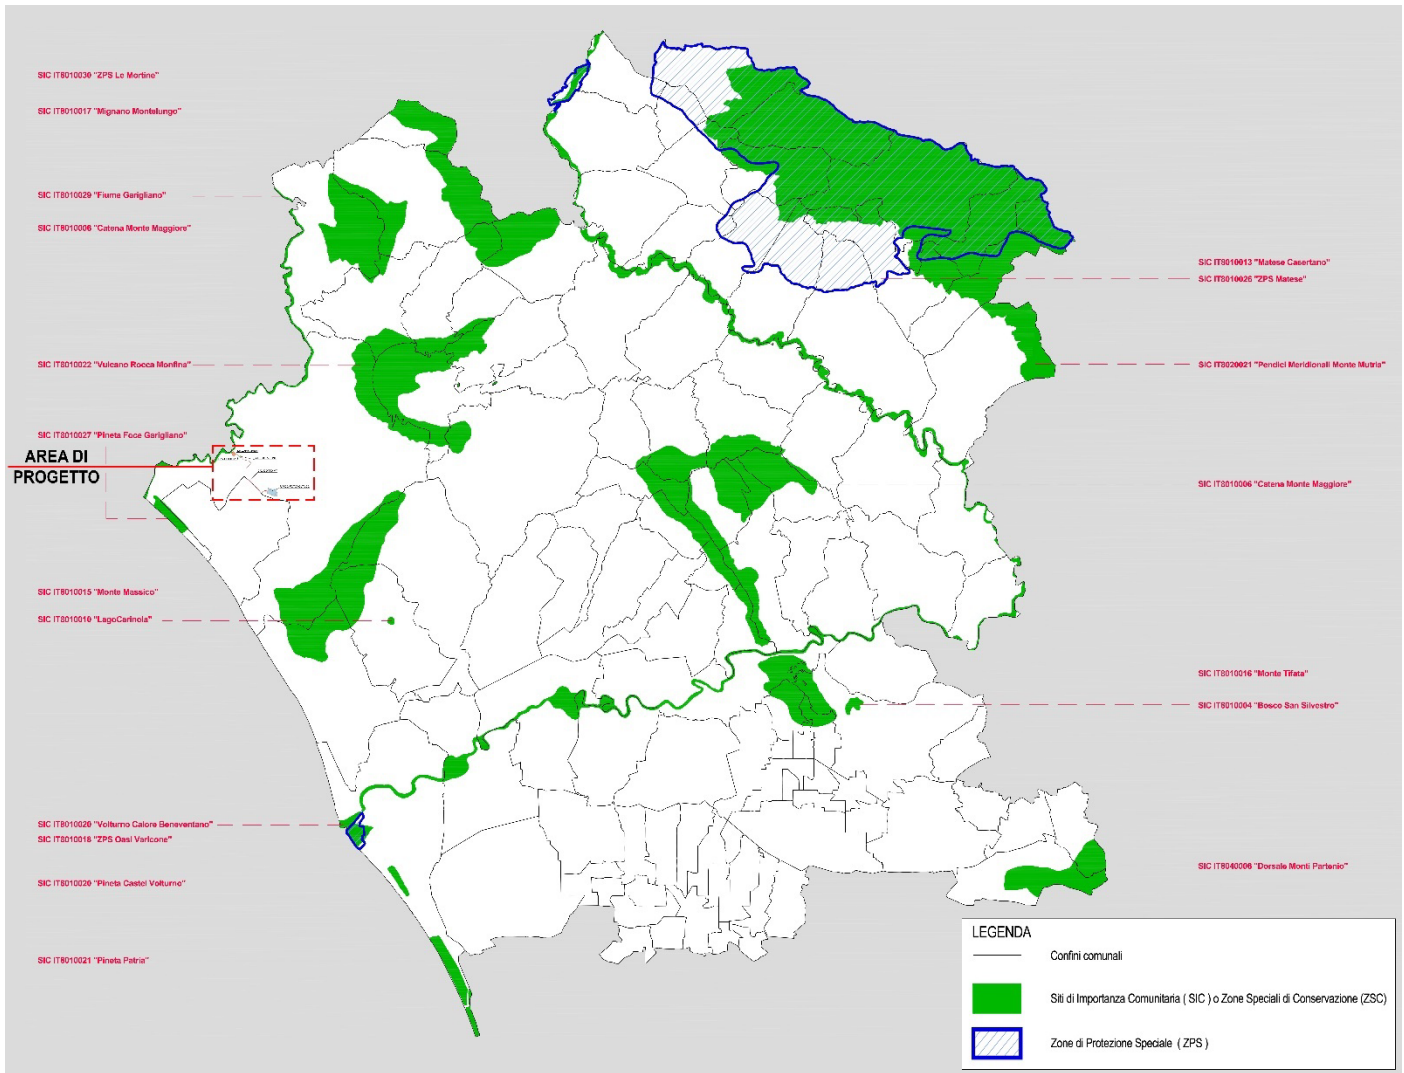 SIC IT8010030 "ZPS Le Mortine"
SIC IT8010017 "Mignano Montelungo"
SIC IT8010029 "Fiume Garigliano"
SIC IT8010006 "Catena Monte Maggiore"
SIC IT8010022 "Vulcano Rocca Monfina"
SIC IT8010027 "Pineta Foce Garigliano"
AREA DI
PROGETTO
SIC IT8010015 "Monte Massico"
SIC IT8010010 "LagoCarinola"
SIC IT8010020 "Volturno Calore Beneventano"
SIC IT8010018 "ZPS Oasi Varicone"
SIC IT8010020 "Pineta Castel Volturno"
SIC IT8010021 "Pineta Patria"
SIC IT8010013 "Matese Casertano"
SIC IT8010026 "ZPS Matese"
SIC IT8020021 "Pendici Meridionali Monte Mutria"
SIC IT8010006 "Catena Monte Maggiore"
SIC IT8010016 "Monte Tifata"
SIC IT8010004 "Bosco San Silvestro"
SIC IT8040006 "Dorsale Monti Partenio"
LEGENDA
Confini comunali
Siti di Importanza Comunitaria ( SIC ) o Zone Speciali di Conservazione (ZSC)
Zone di Protezione Speciale ( ZPS )